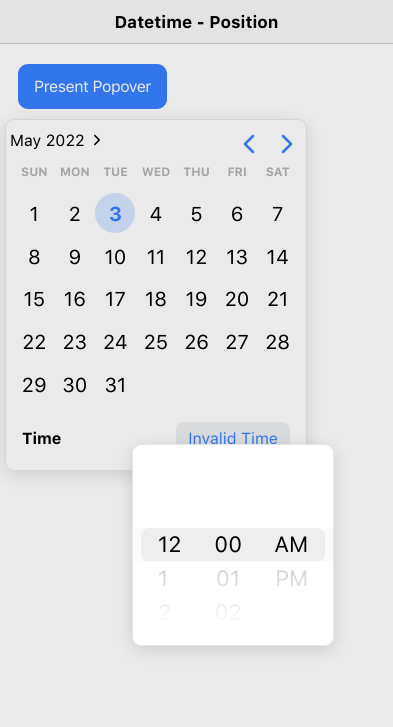 Datetime - Position
Present Popover
May 2022
SUN MON TUE WED THU FRI SAT
1 2 3 4 5 6 7
8 9 10 11 12 13 14
15 16 17 18 19 20 21
22 23 24 25 26 27 28
29 30 31
Time Invalid Time
12 00 AM
1 01 PM
2 02